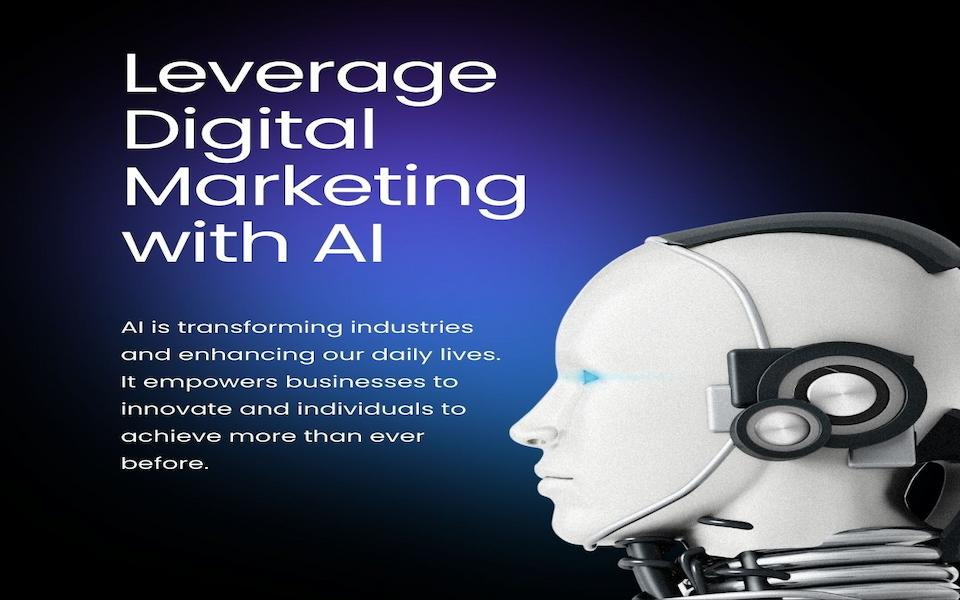 Leverage
Digital
Marketing
with AI
AI is transforming industries
and enhancing our daily lives.
It empowers businesses to
innovate and individuals to
achieve more than ever
before.